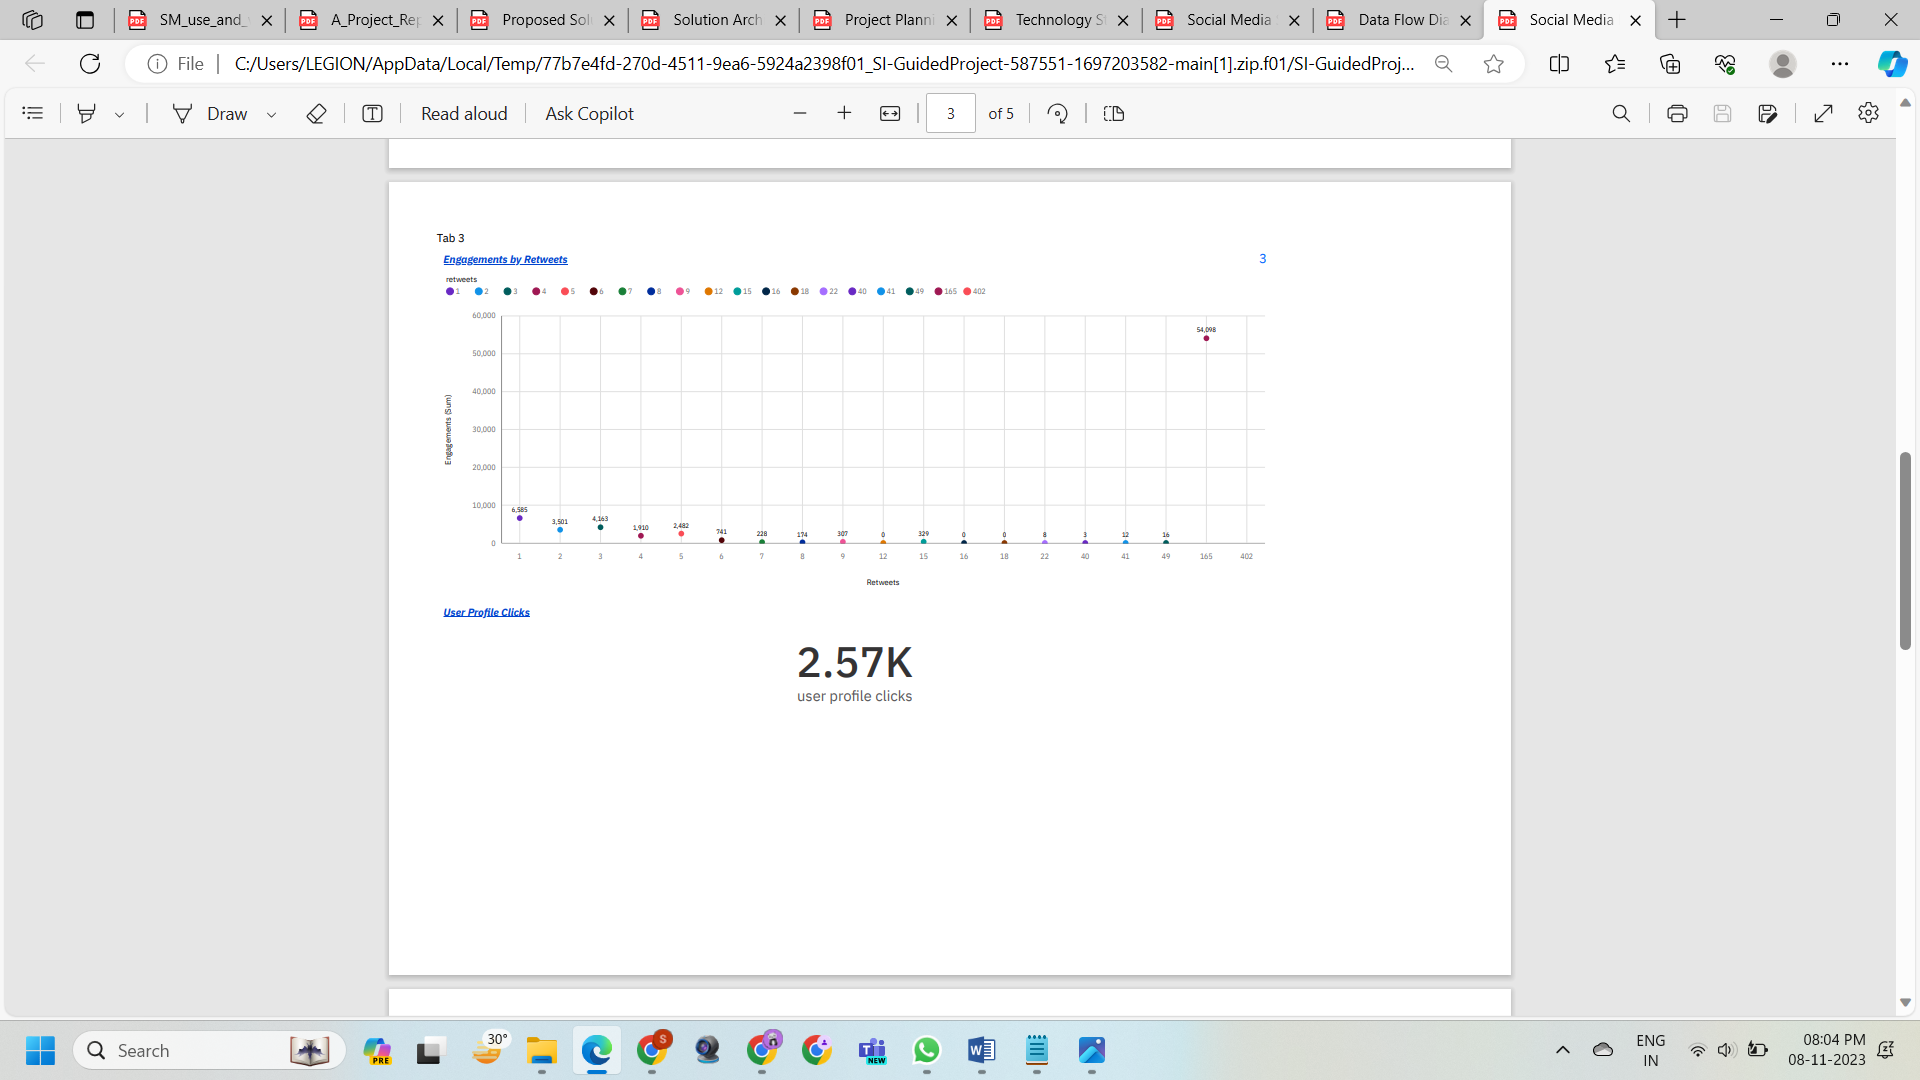 SM_use_and_
A_Project_Rep
Proposed Sol
Solution Arch
Project Planni
Technology S
Social Media
Data Flow Dia
Social Media
File
C:/Users/LEGION/AppData/Local/Temp/77b7e4fd-270d-4511-9ea6-5924a2398f01_SI-GuidedProject-587551-1697203582-main[1].zip.f01/SI-GuidedProj...
Draw
Read aloud
Ask Copilot
3 of 5
Tab 3
Engagements by Retweets 3
retweets
1 2 3 4 5 6 7 8 9 12 15 16 18 22 40 41 49 165 402
60,000
54,098
50,000
40,000
30,000
20,000
10,000
0
Engagements (Sum)
6,585 3,501 4,163 1,910 2,482 741 228 174 307 0 329 0 0 8 3 12 16
1 2 3 4 5 6 7 8 9 12 15 16 18 22 40 41 49 165 402
Retweets
User Profile Clicks
2.57K
user profile clicks
Search
PRE
30°
S
NEW
ENG
IN
08:04 PM
08-11-2023